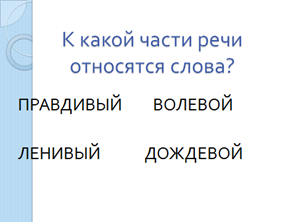 К какой части речи
относятся слова?
ПРАВДИВЫЙ ВОЛЕВОЙ
ЛЕНИВЫЙ ДОЖДЕВОЙ